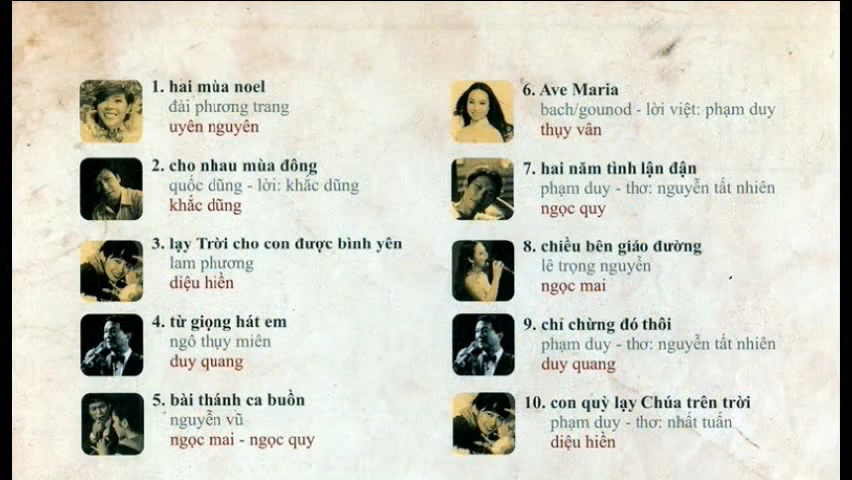 1. hai mùa noel
đài phương trang
uyên nguyên
2. cho nhau mùa đông
quốc dũng - lời: khắc dũng
khắc dũng
3. lạy Trời cho con được bình yên
lam phương
diệu hiền
4. từ giọng hát em
ngô thụy miên
duy quang
5. bài thánh ca buồn
nguyễn vũ
ngọc mai - ngọc quy
6. Ave Maria
bach/gounod - lời việt: phạm duy
thụy vân
7. hai năm tình lận đận
phạm duy - thơ: nguyễn tất nhiên
ngọc quy
8. chiều bên giáo đường
lê trọng nguyễn
ngọc mai
9. chỉ chừng đó thôi
phạm duy - thơ: nguyễn tất nhiên
duy quang
10. con quỳ lạy Chúa trên trời
phạm duy - thơ: nhất tuấn
diệu hiền